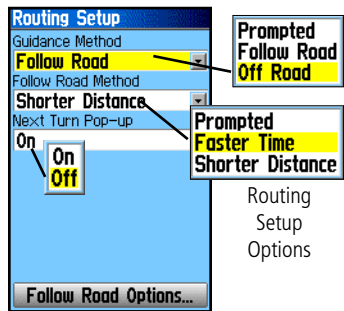 Routing Setup
Guidance Method
Follow Road
Follow Road Method
Shorter Distance
Next Turn Pop-up
On
On
Off
Follow Road Options...
Prompted
Follow Road
Off Road
Prompted
Faster Time
Shorter Distance
Routing
Setup
Options